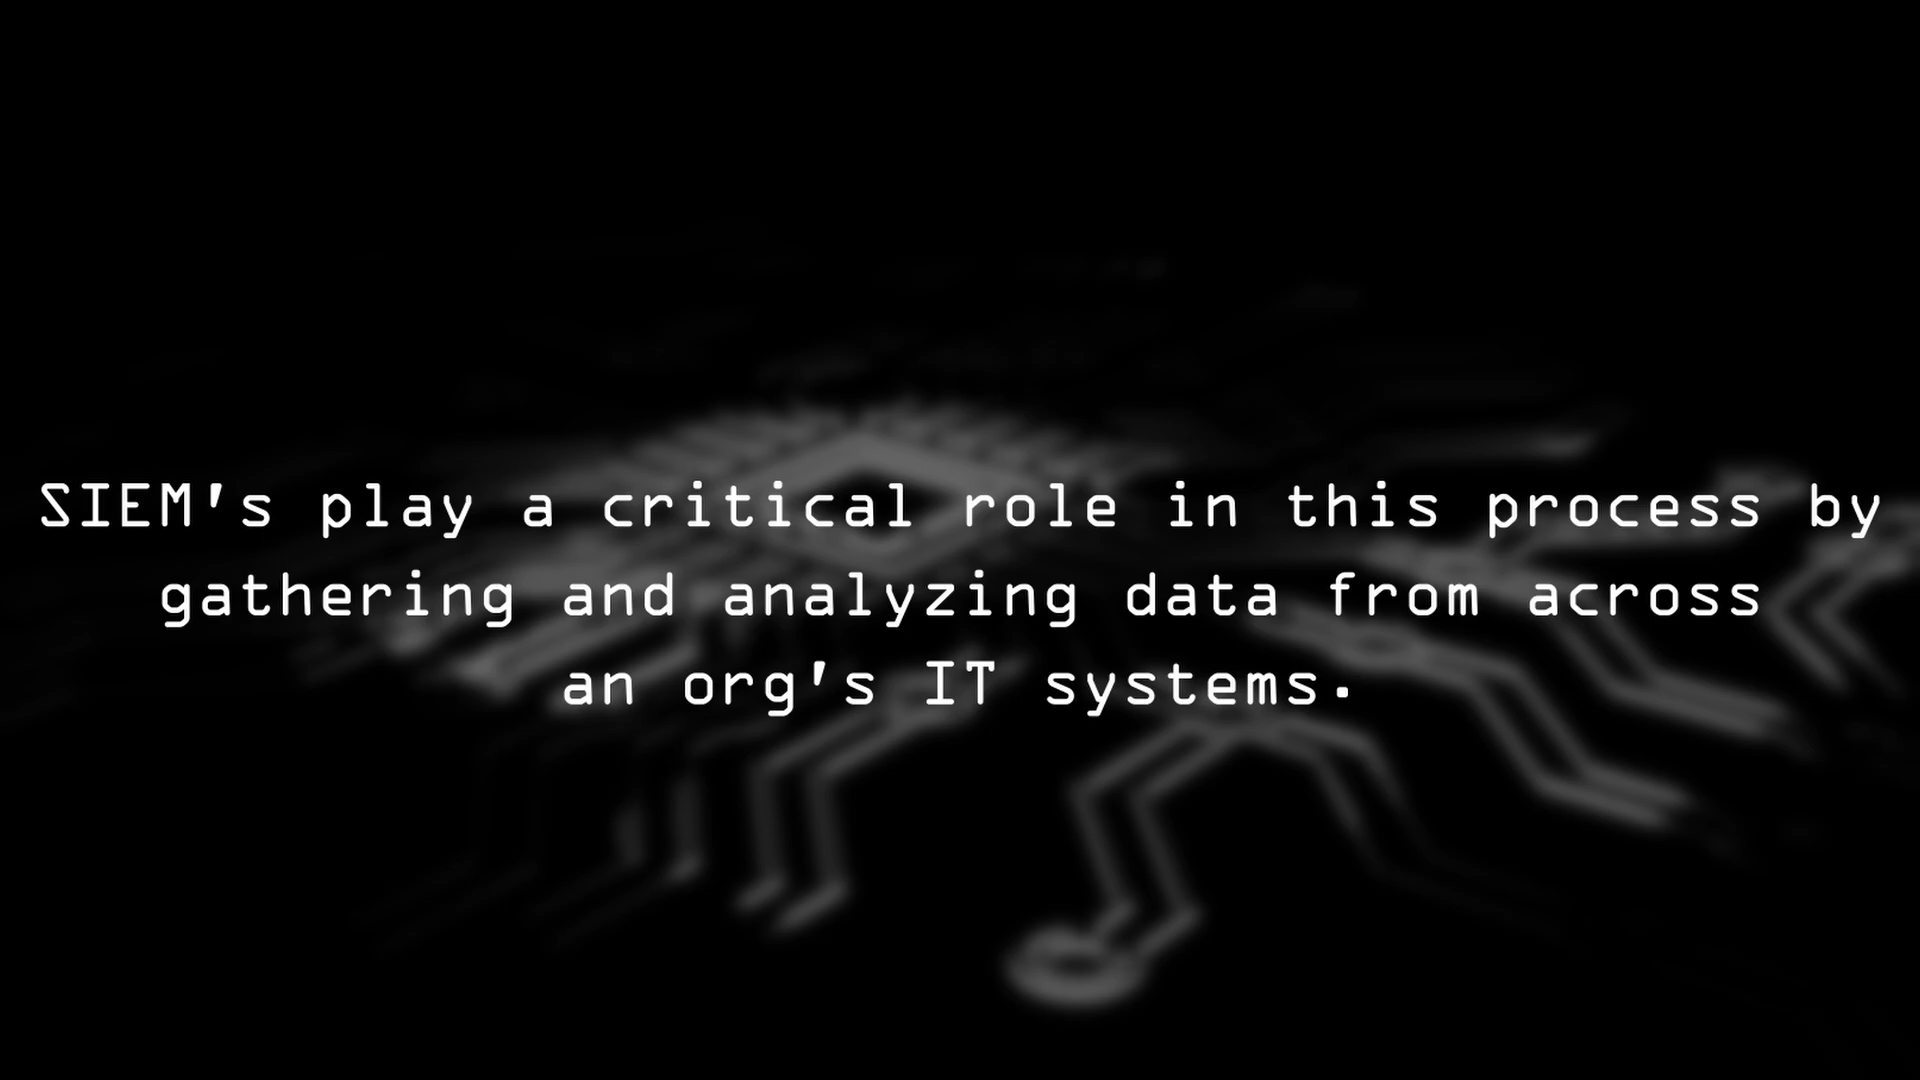 SIEM's play a critical role in this process by
gathering and analyzing data from across
an org's IT systems.